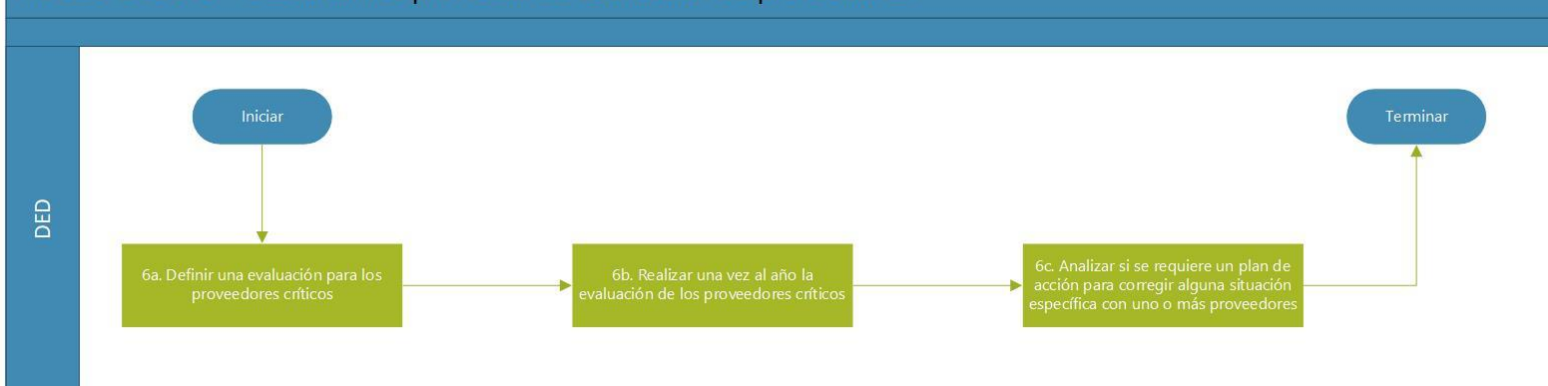 DED
Iniciar
Terminar
6a. Definir una evaluación para los
proveedores críticos
6b. Realizar una vez al año la
evaluación de los proveedores críticos
6c. Analizar si se requiere un plan de
acción para corregir alguna situación
específica con uno o más proveedores